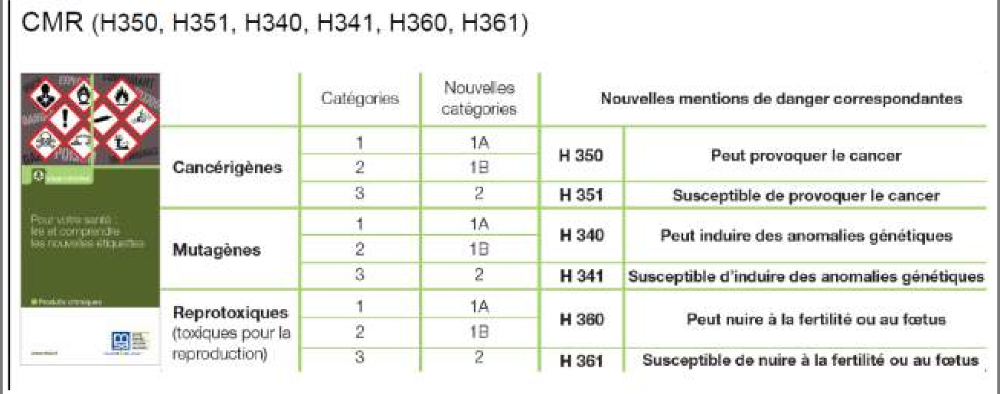 CMR (H350, H351, H340, H341, H360, H361)
Pour votre santé :
lire et comprendre
les nouvelles étiquettes
Produits chimiques
Catégories
Nouvelles
catégories
Nouvelles mentions de danger correspondantes
Cancérigènes
1 1A
2 1B
H 350 Peut provoquer le cancer
3 2 H 351 Susceptible de provoquer le cancer
Mutagènes
1 1A
2 1B
H 340 Peut induire des anomalies génétiques
3 2 H 341 Susceptible d'induire des anomalies génétiques
Reprotoxiques
(toxiques pour la
reproduction)
1 1A
2 1B
H 360 Peut nuire à la fertilité ou au fœtus
3 2 H 361 Susceptible de nuire à la fertilité ou au fœtus